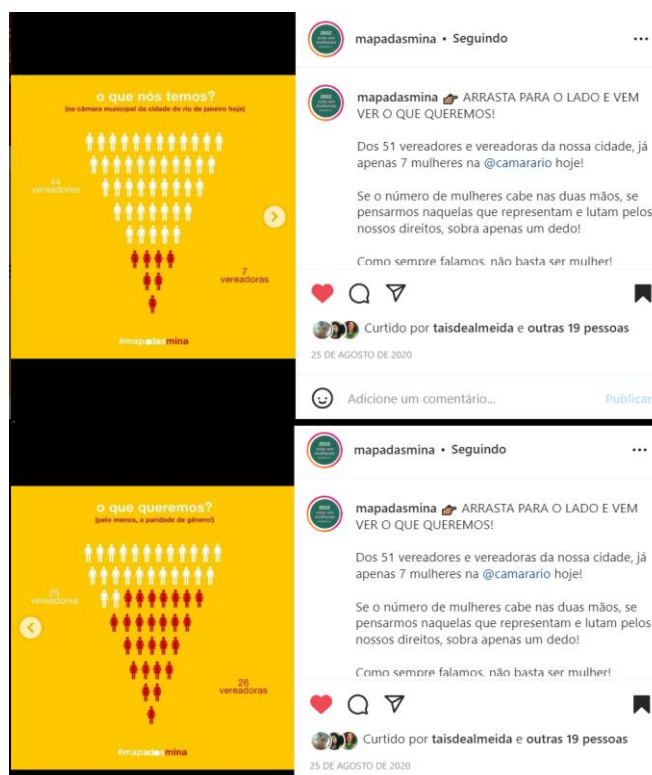 o que nós temos?
(na câmara municipal da cidade do rio de janeiro hoje)
44
vereadores
7
vereadoras
#mapadasmina
mapadasmina • Seguindo
mapadasmina 👉🏾 ARRASTA PARA O LADO E VEM
VER O QUE QUEREMOS!
Dos 51 vereadores e vereadoras da nossa cidade, já
apenas 7 mulheres na @camarario hoje!
Se o número de mulheres cabe nas duas mãos, se
pensarmos naquelas que representam e lutam pelos
nossos direitos, sobra apenas um dedo!
Como sempre falamos, não basta ser mulher!
Curtido por taisdealmeida e outras 19 pessoas
25 DE AGOSTO DE 2020
Adicione um comentário...
Publicar
o que queremos?
(pelo menos, a paridade de gênero!)
25
vereadores
26
vereadoras
#mapadasmina
mapadasmina • Seguindo
mapadasmina 👉🏾 ARRASTA PARA O LADO E VEM
VER O QUE QUEREMOS!
Dos 51 vereadores e vereadoras da nossa cidade, já
apenas 7 mulheres na @camarario hoje!
Se o número de mulheres cabe nas duas mãos, se
pensarmos naquelas que representam e lutam pelos
nossos direitos, sobra apenas um dedo!
Como sempre falamos, não basta ser mulher!
Curtido por taisdealmeida e outras 19 pessoas
25 DE AGOSTO DE 2020